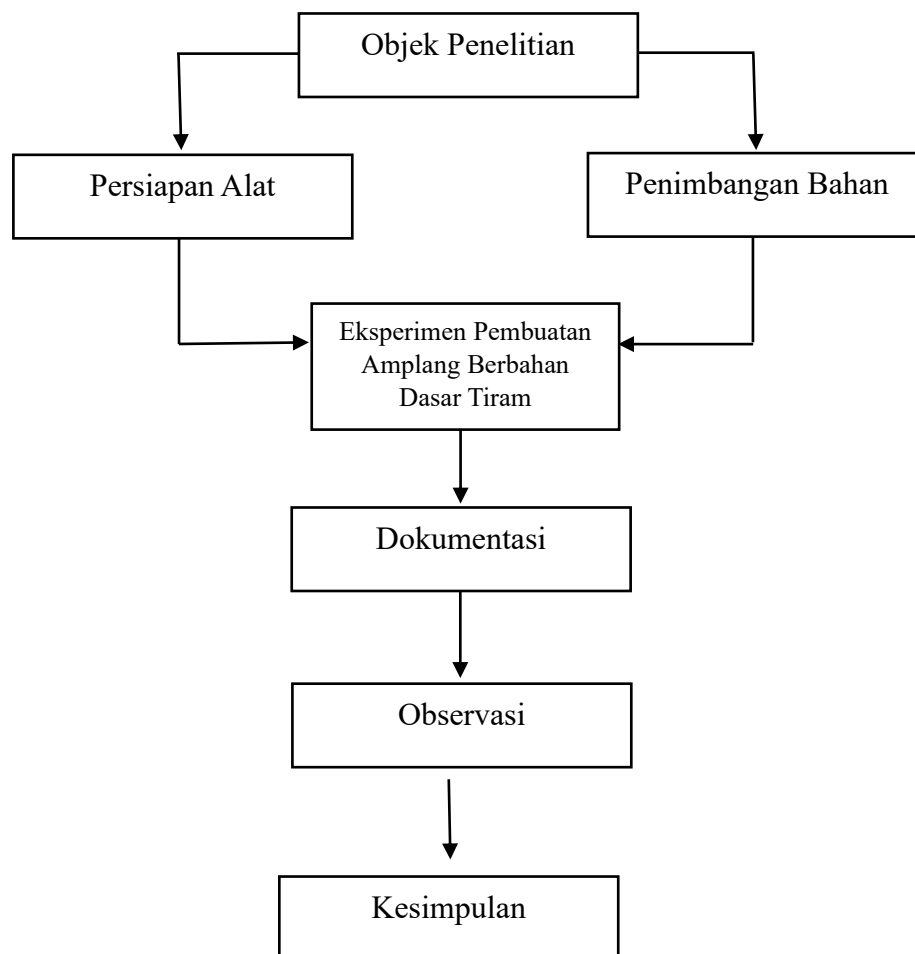 Objek Penelitian
Persiapan Alat
Penimbangan Bahan
Eksperimen Pembuatan
Amplang Berbahan
Dasar Tiram
Dokumentasi
Observasi
Kesimpulan